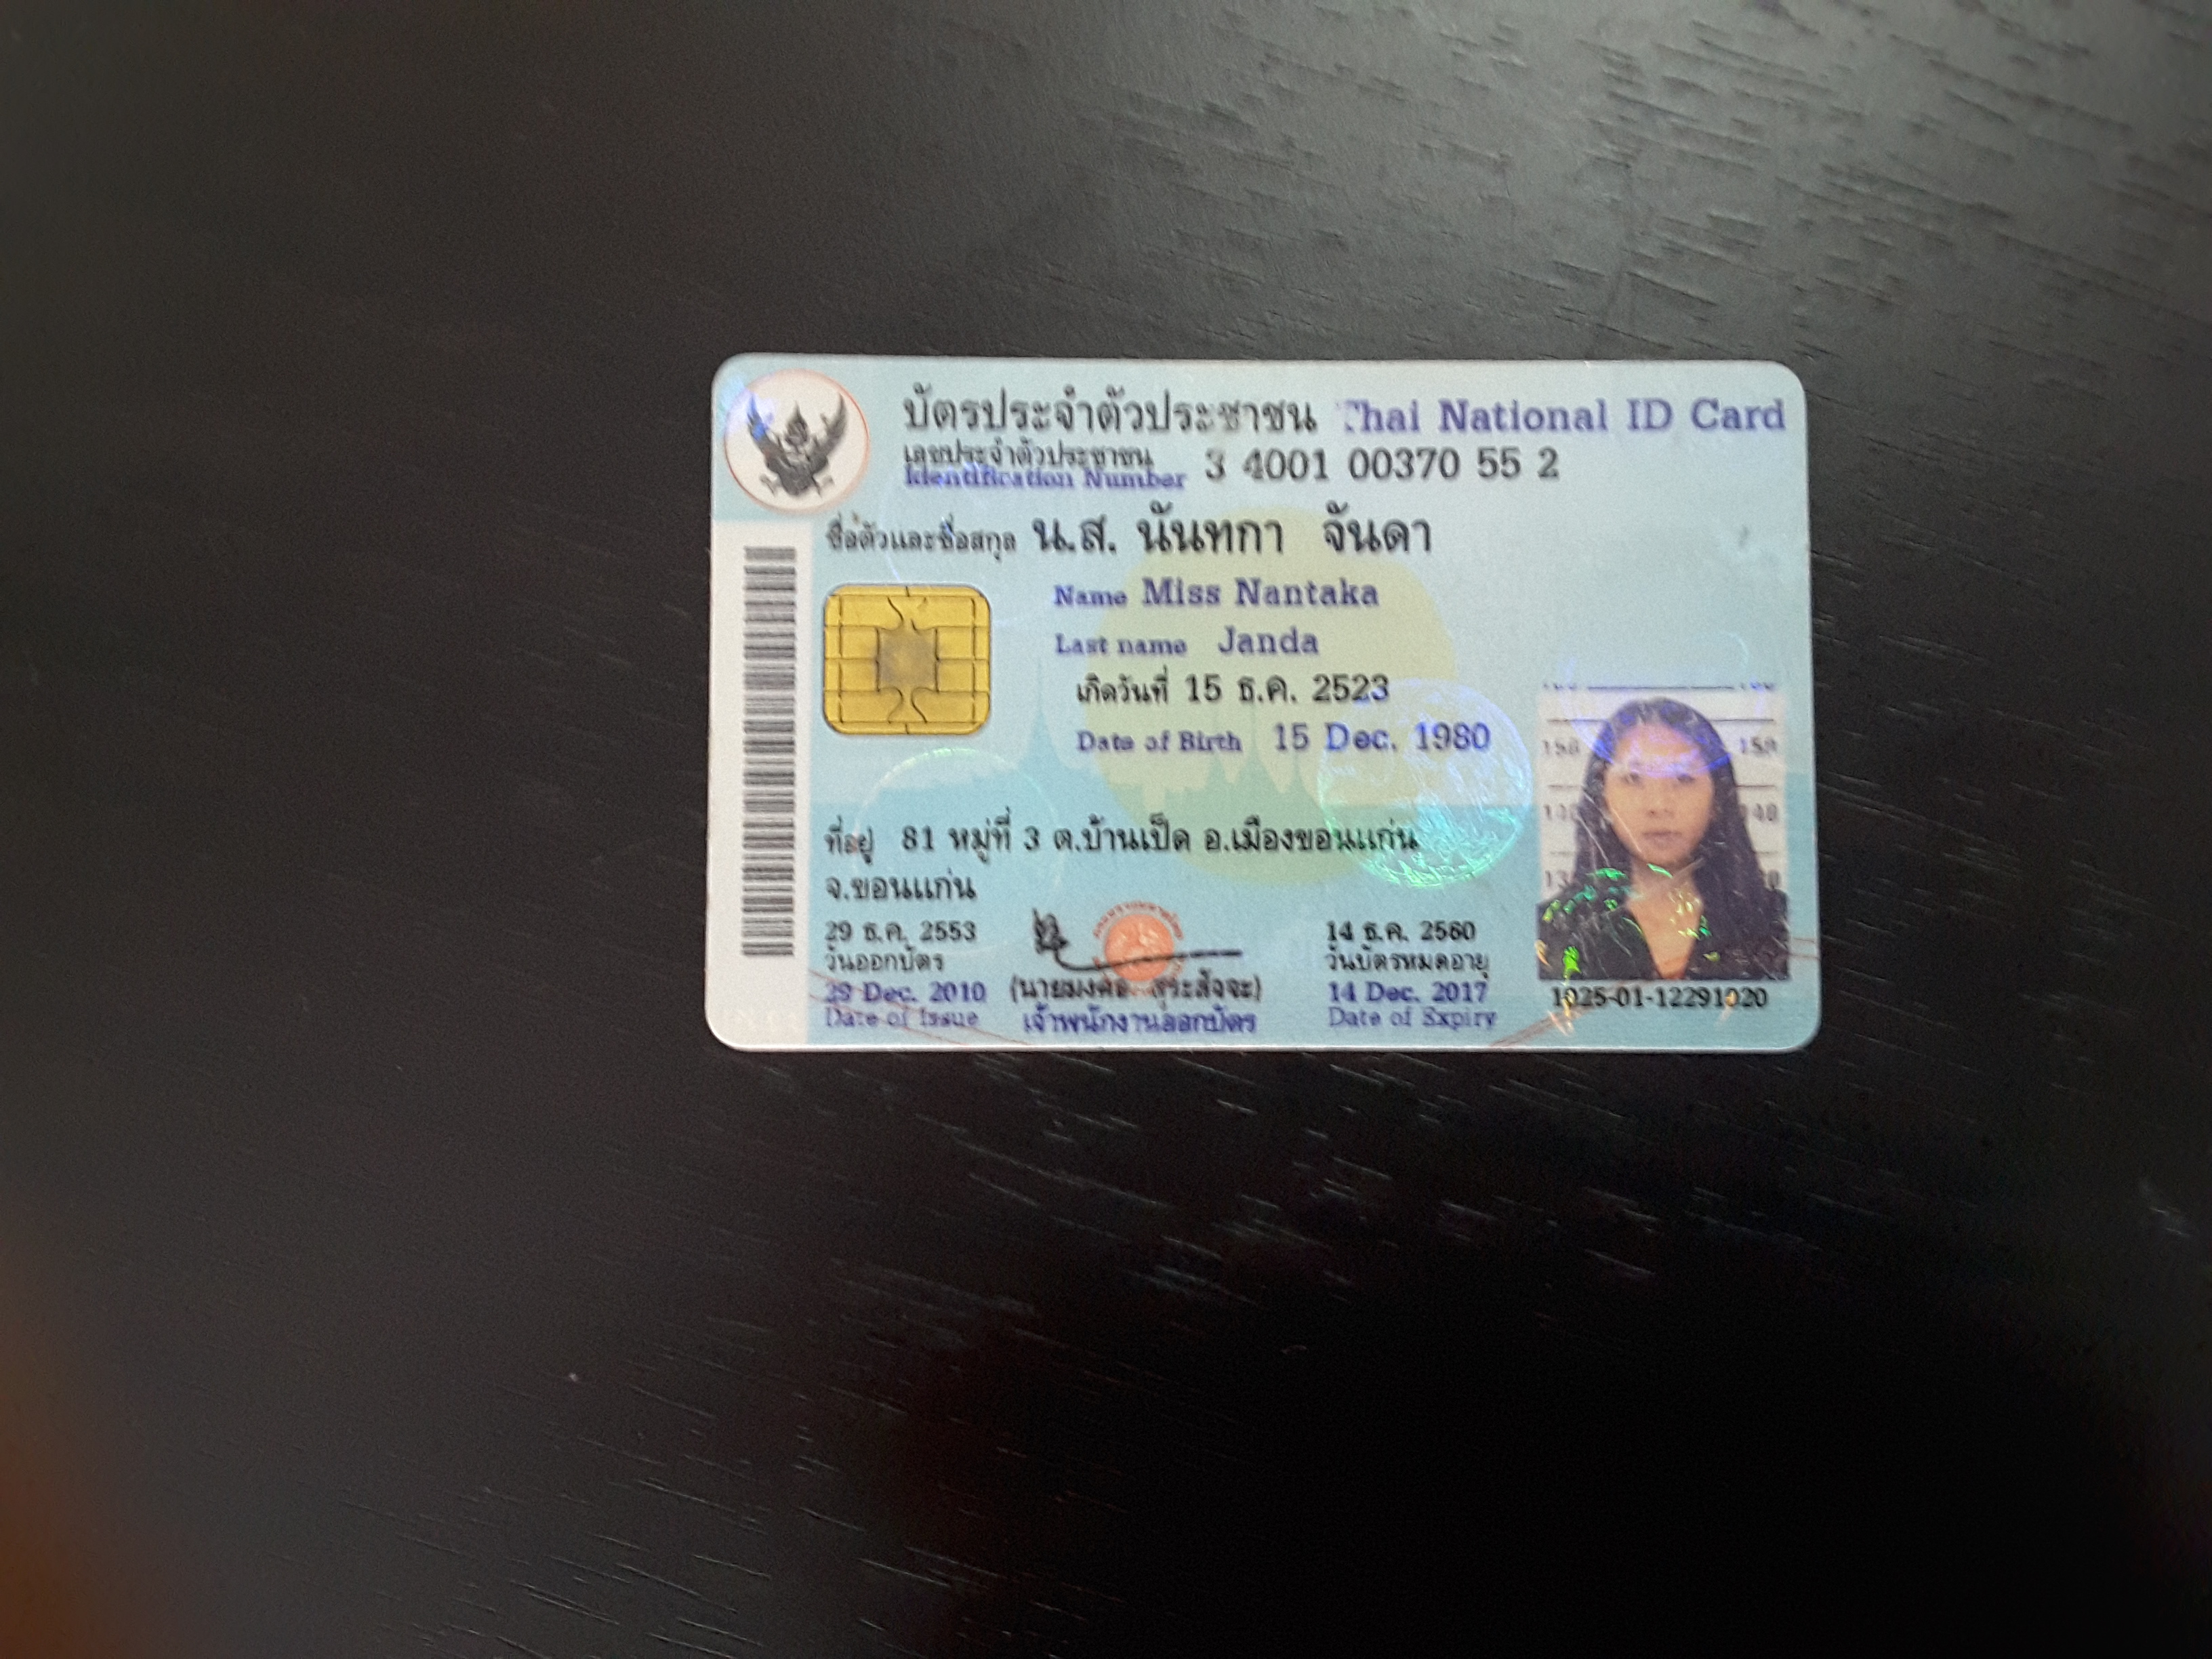 บัตรประจำตัวประชาชน Thai National ID Card
เลขประจำตัวประชาชน
Identification Number 3 4001 00370 55 2
ชื่อตัวและชื่อสกุล น.ส. นันทกา จันดา
Name Miss Nantaka
Last name Janda
เกิดวันที่ 15 ธ.ค. 2523
Date of Birth 15 Dec. 1980
ที่อยู่ 81 หมู่ที่ 3 ต.บ้านเป็ด อ.เมืองขอนแก่น
จ.ขอนแก่น
29 ธ.ค. 2553
วันออกบัตร
29 Dec. 2010
Date of Issue
เจ้าพนักงานออกบัตร
14 ธ.ค. 2560
วันบัตรหมดอายุ
14 Dec. 2017
Date of Expiry
150 150
140 140
1025-01-12291020